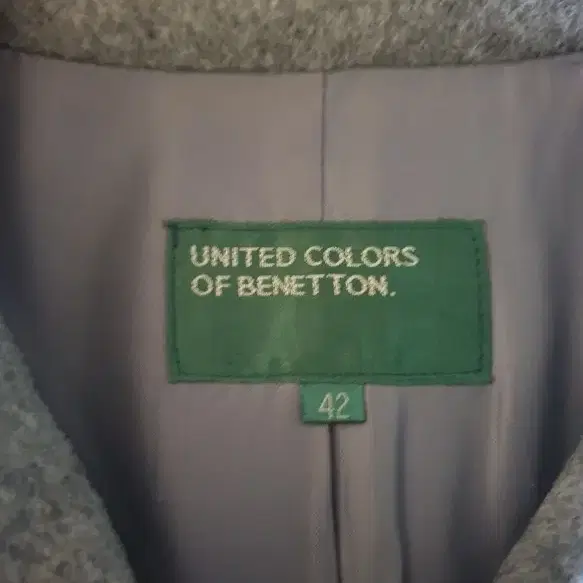 UNITED COLORS
OF BENETTON.
42